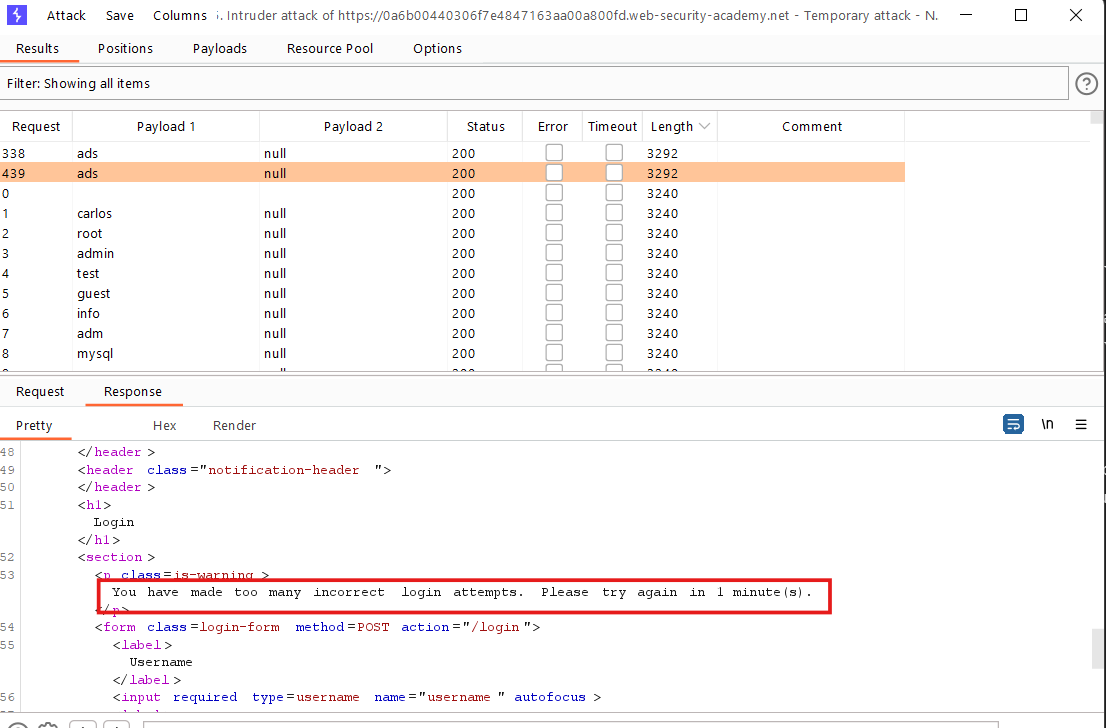 Attack Save Columns 5. Intruder attack of https://0a6b00440306f7e4847163aa00a800fd.web-security-academy.net - Temporary attack - N.
Results Positions Payloads Resource Pool Options
Filter: Showing all items
Request Payload 1 Payload 2 Status Error Timeout Length Comment
338 ads null 200 3292
439 ads null 200 3292
0 200 3240
1 carlos null 200 3240
2 root null 200 3240
3 admin null 200 3240
4 test null 200 3240
5 guest null 200 3240
6 info null 200 3240
7 adm null 200 3240
8 mysql null 200 3240
Request Response
Pretty Hex Render \n
48 </header >
49 <header class="notification-header ">
50 </header >
51 <h1>
Login
</h1>
52 <section >
53 <p class=is-warning >
You have made too many incorrect login attempts. Please try again in 1 minute(s).
</p>
54 <form class=login-form method=POST action="/login ">
55 <label>
Username
</label >
56 <input required type=username name="username " autofocus >